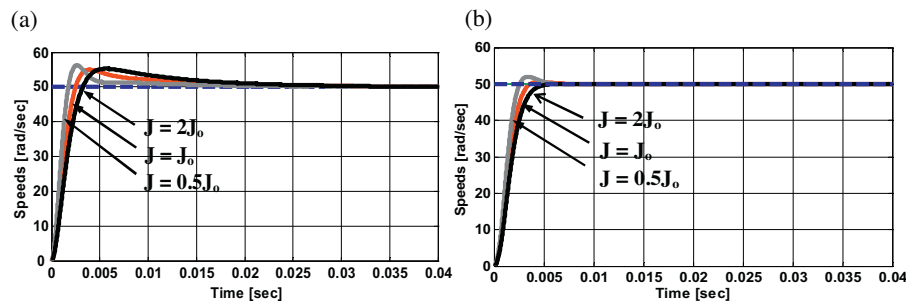 (a)
60
50
40
30
20
10
0
Speeds [rad/sec]
J = 2Jₒ
J = Jₒ
J = 0.5Jₒ
0 0.005 0.01 0.015 0.02 0.025 0.03 0.035 0.04
Time [sec]
(b)
60
50
40
30
20
10
0
Speeds [rad/sec]
J = 2Jₒ
J = Jₒ
J = 0.5Jₒ
0 0.005 0.01 0.015 0.02 0.025 0.03 0.035 0.04
Time [sec]